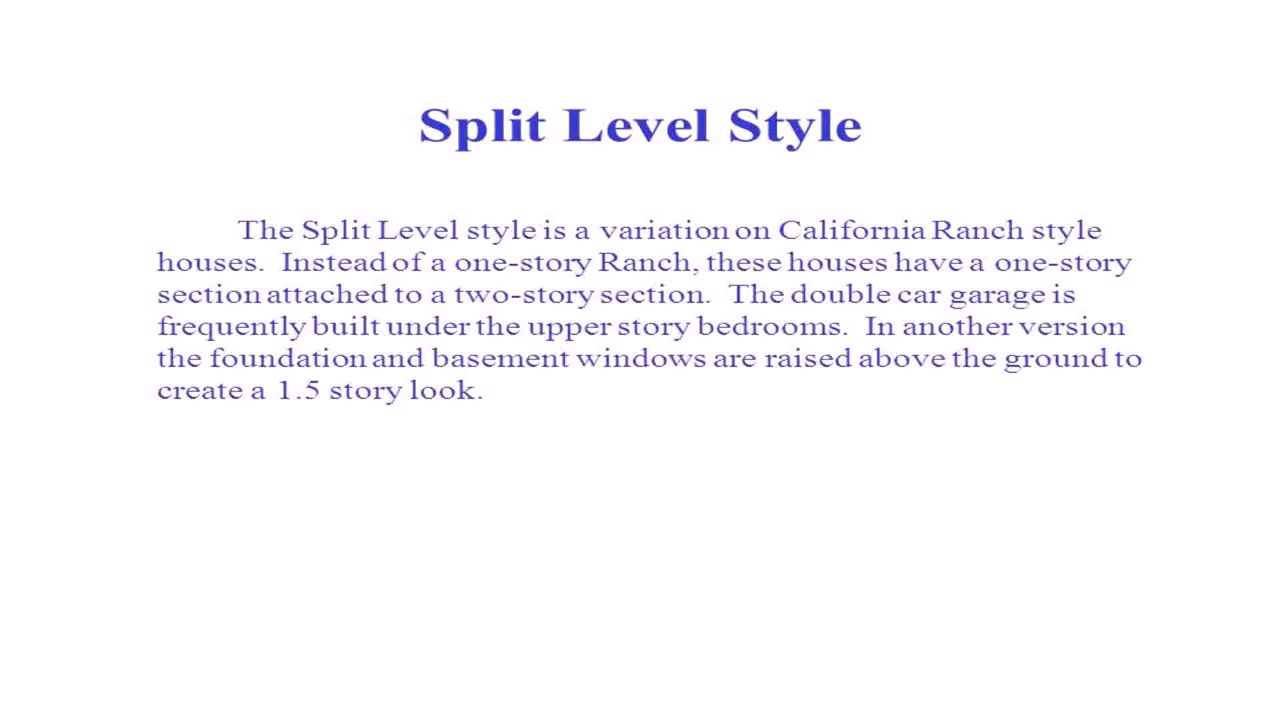 Split Level Style
The Split Level style is a variation on California Ranch style
houses.  Instead of a one-story Ranch, these houses have a one-story
section attached to a two-story section.  The double car garage is
frequently built under the upper story bedrooms.  In another version
the foundation and basement windows are raised above the ground to
create a 1.5 story look.